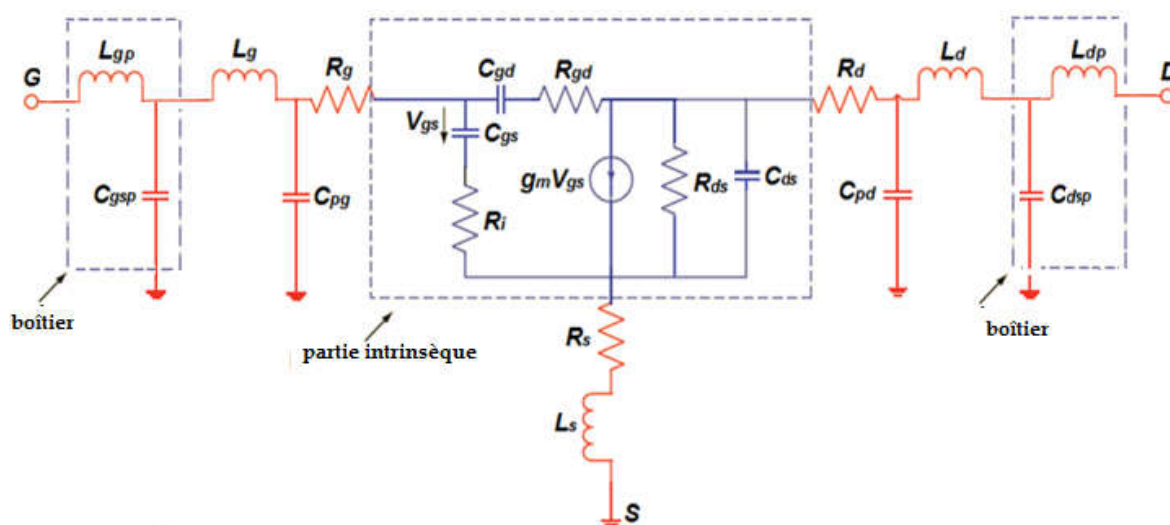 G
Lgp
Lg
Rg
Cgd
Rgd
Rd
Ld
Ldp
D
Vgs
Cgs
gmVgs
Rds
Cds
Cgsp
Cpg
Ri
Cpd
Cdsp
boîtier
partie intrinsèque
Rs
boîtier
Ls
S